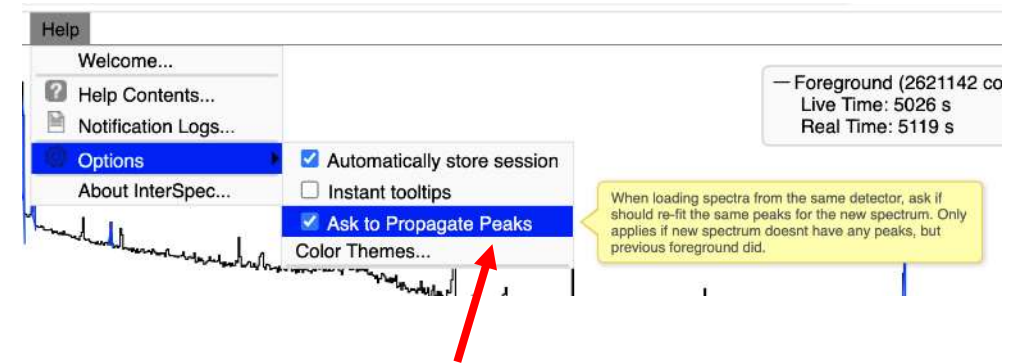 Help
Welcome...
Help Contents...
Notification Logs...
Options
About InterSpec...
Automatically store session
Instant tooltips
Ask to Propagate Peaks
Color Themes...
When loading spectra from the same detector, ask if
should re-fit the same peaks for the new spectrum. Only
applies if new spectrum doesnt have any peaks, but
previous foreground did.
Foreground (2621142 co
Live Time: 5026 s
Real Time: 5119 s